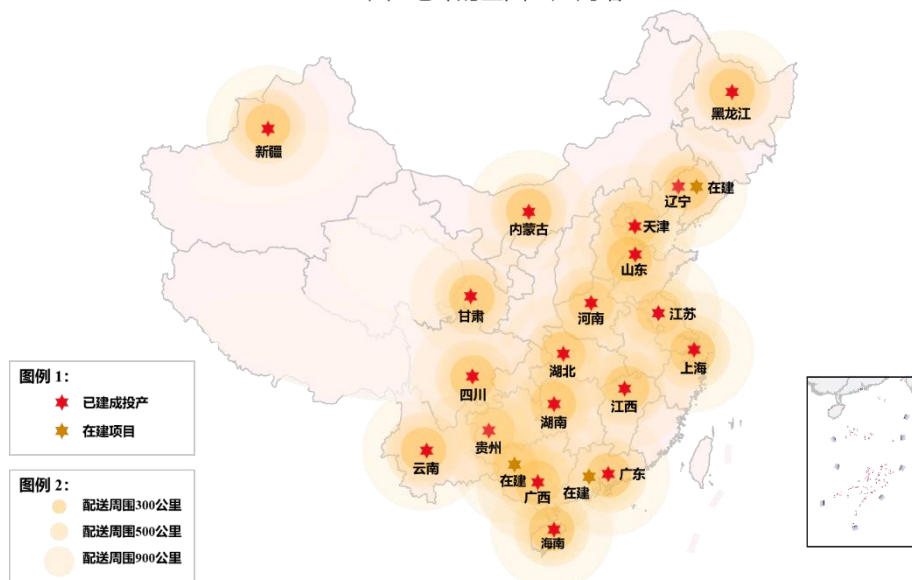 黑龙江
新疆
辽宁
在建
内蒙古
天津
山东
甘肃
河南
江苏
湖北
上海
四川
湖南
江西
贵州
云南
在建
广西
在建
广东
海南
图例 1：
已建成投产
在建项目
图例 2：
配送周围300公里
配送周围500公里
配送周围900公里